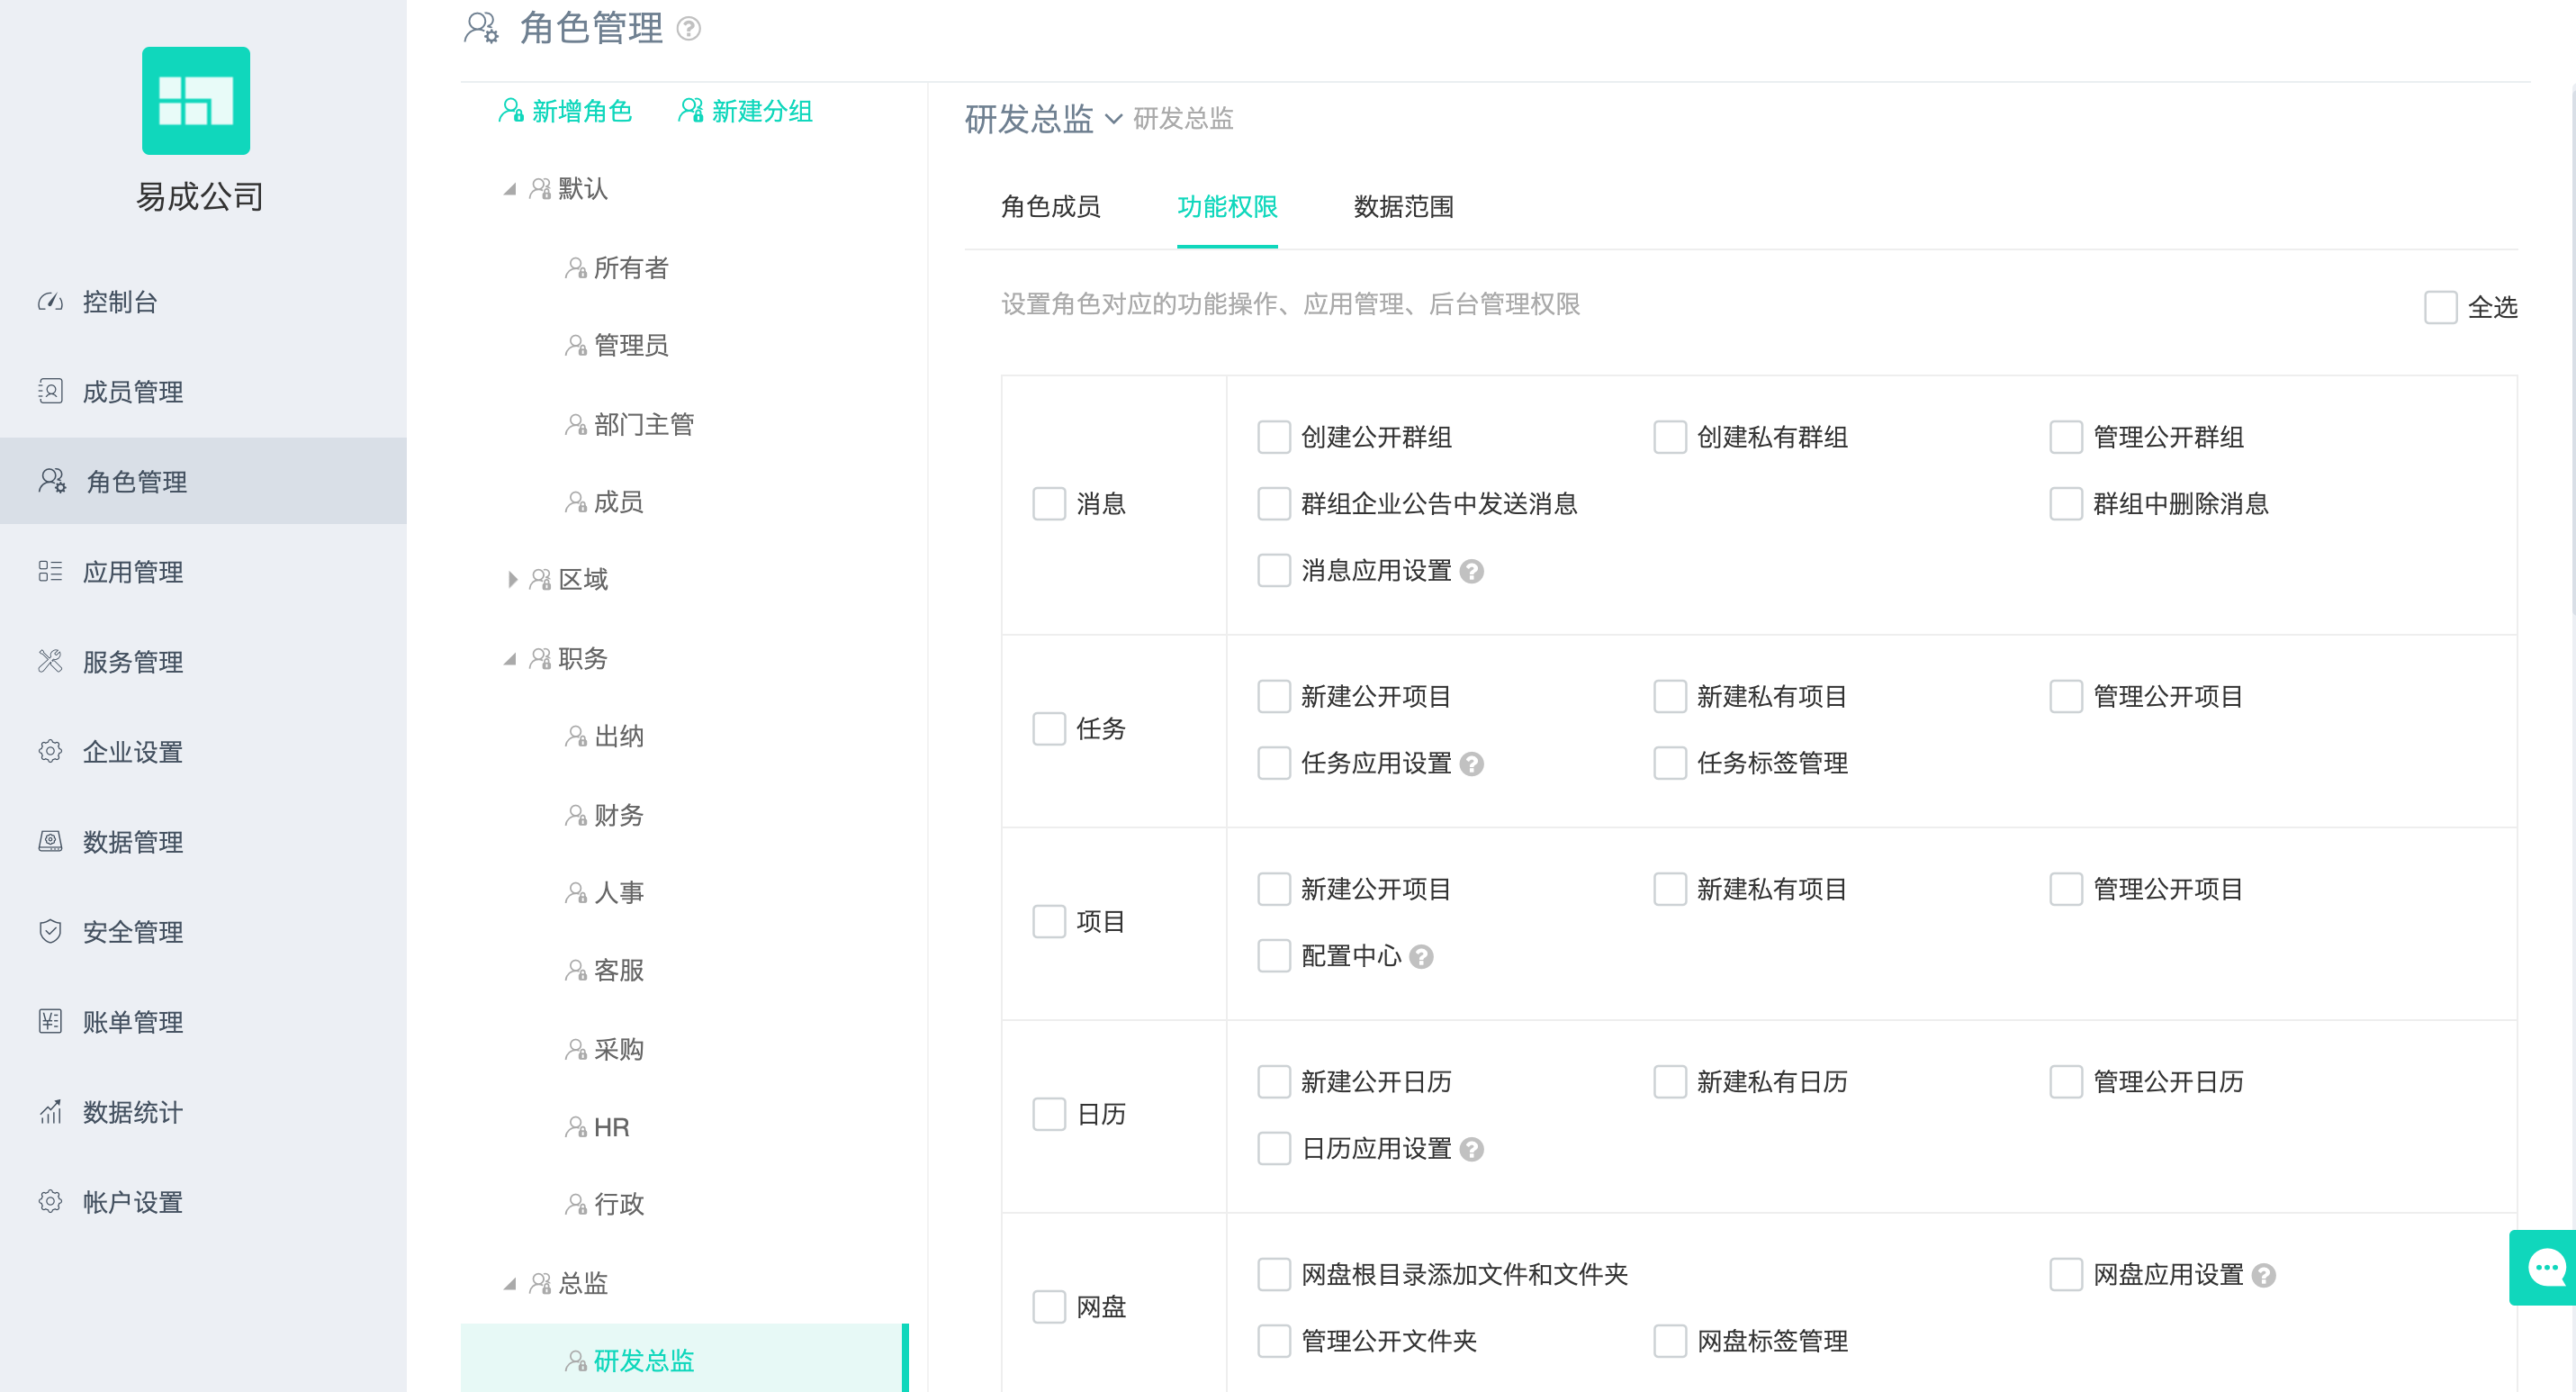 易成公司
控制台
成员管理
角色管理
应用管理
服务管理
企业设置
数据管理
安全管理
账单管理
数据统计
帐户设置
角色管理 ?
新增角色 新建分组
默认
所有者
管理员
部门主管
成员
区域
职务
出纳
财务
人事
客服
采购
HR
行政
总监
研发总监
研发总监 研发总监
角色成员 功能权限 数据范围
设置角色对应的功能操作、应用管理、后台管理权限 全选
消息
创建公开群组 创建私有群组 管理公开群组
群组企业公告中发送消息 群组中删除消息
消息应用设置 ?
任务
新建公开项目 新建私有项目 管理公开项目
任务应用设置 ? 任务标签管理
项目
新建公开项目 新建私有项目 管理公开项目
配置中心 ?
日历
新建公开日历 新建私有日历 管理公开日历
日历应用设置 ?
网盘
网盘根目录添加文件和文件夹 网盘应用设置 ?
管理公开文件夹 网盘标签管理